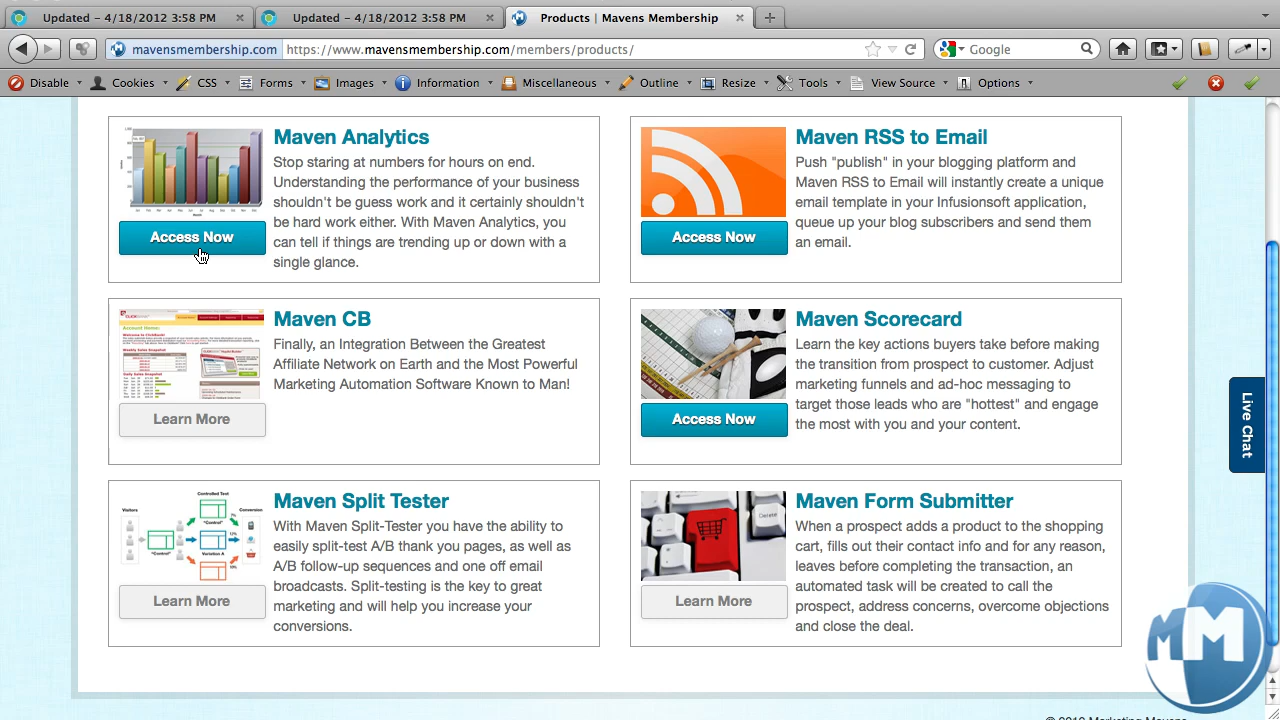 Updated – 4/18/2012 3:58 PM
Updated – 4/18/2012 3:58 PM
Products | Mavens Membership
mavensmembership.com
https://www.mavensmembership.com/members/products/
Google
Disable
Cookies
CSS
Forms
Images
Information
Miscellaneous
Outline
Resize
Tools
View Source
Options
Maven Analytics
Stop staring at numbers for hours on end.
Understanding the performance of your business
shouldn't be guess work and it certainly shouldn't
be hard work either. With Maven Analytics, you
can tell if things are trending up or down with a
single glance.
Access Now
Maven RSS to Email
Push "publish" in your blogging platform and
Maven RSS to Email will instantly create a unique
email template in your Infusionsoft application,
queue up your blog subscribers and send them
an email.
Access Now
Maven CB
Finally, an Integration Between the Greatest
Affiliate Network on Earth and the Most Powerful
Marketing Automation Software Known to Man!
Learn More
Maven Scorecard
Learn the key actions buyers take before making
the transition from prospect to customer. Adjust
marketing funnels and ad-hoc messaging to
target those leads who are "hottest" and engage
the most with you and your content.
Access Now
Live Chat
Maven Split Tester
With Maven Split-Tester you have the ability to
easily split-test A/B thank you pages, as well as
A/B follow-up sequences and one off email
broadcasts. Split-testing is the key to great
marketing and will help you increase your
conversions.
Visitors
Controlled Test
"Control"
Conversion
"Control"
Variation A
Learn More
Maven Form Submitter
When a prospect adds a product to the shopping
cart, fills out their contact info and for any reason,
leaves before completing the transaction, an
automated task will be created to call the
prospect, address concerns, overcome objections
and close the deal.
Delete
Learn More
MM